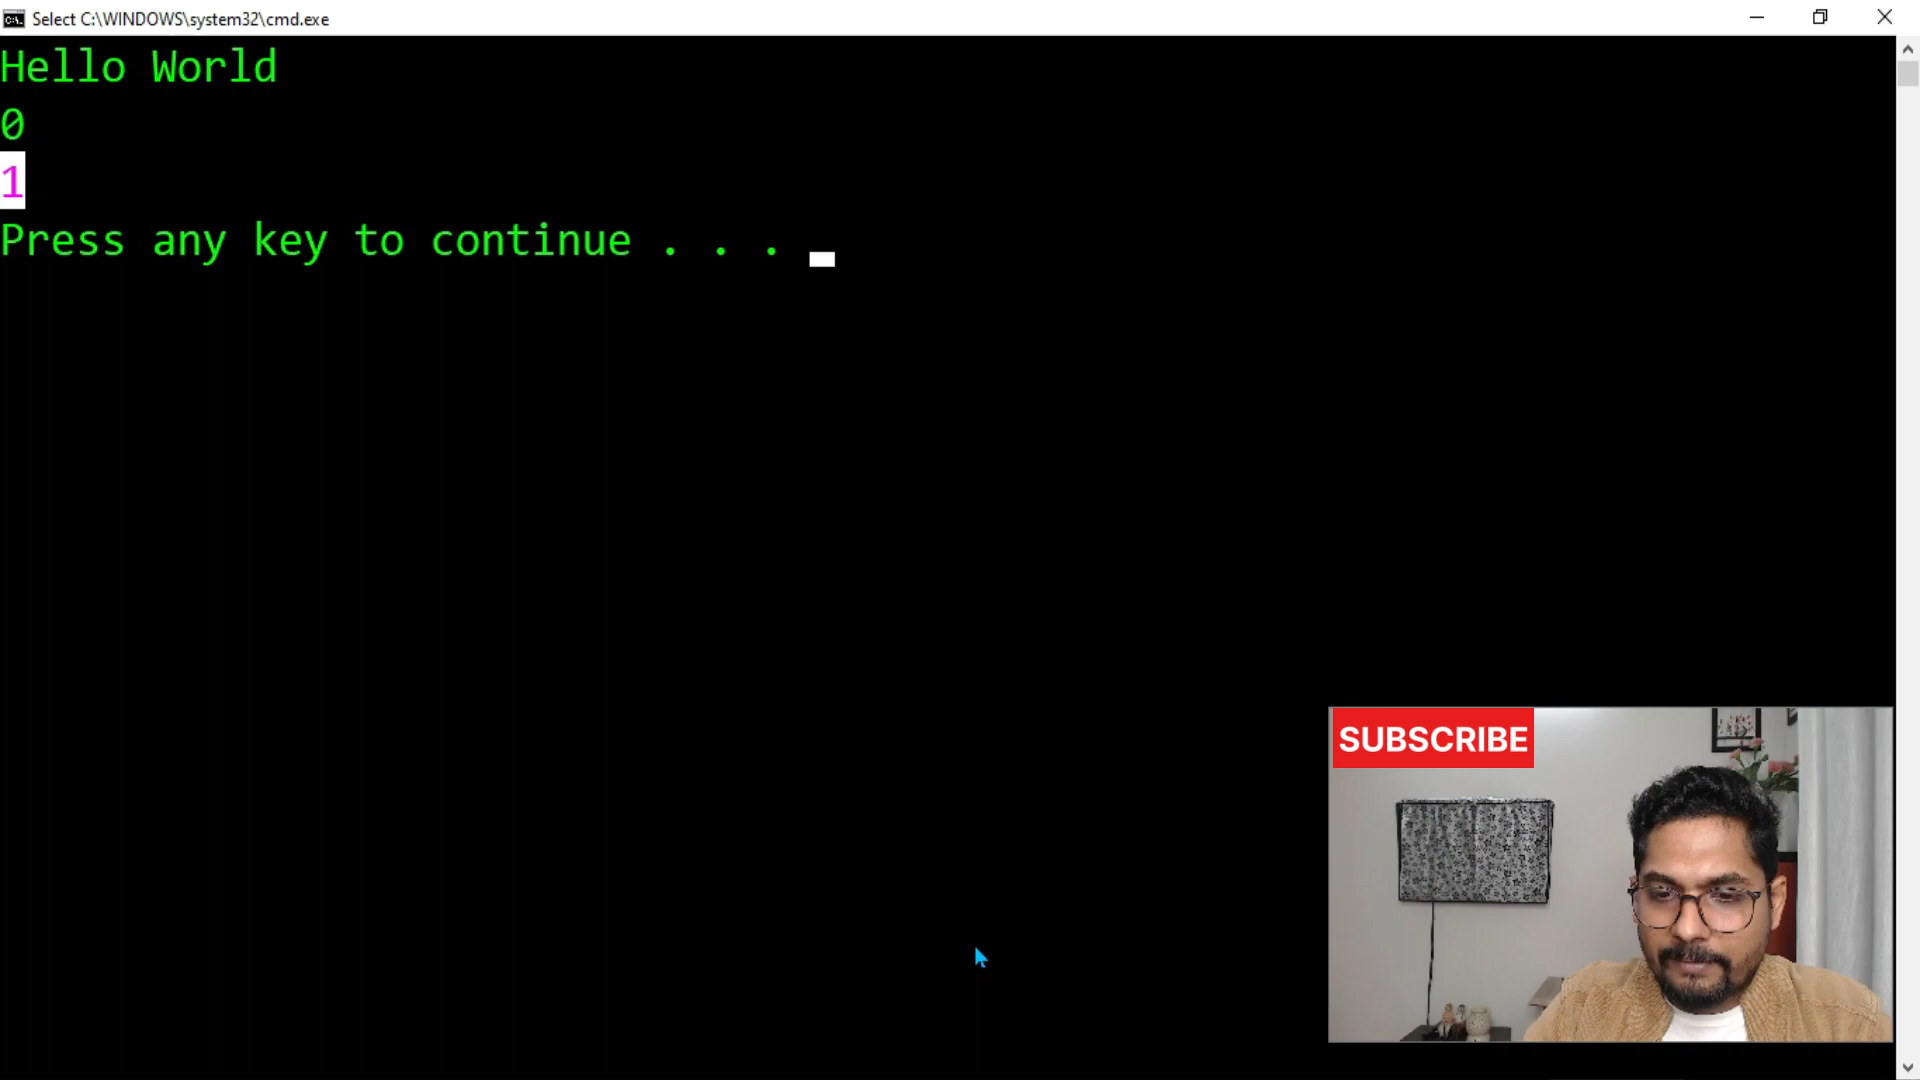 Select C:\WINDOWS\system32\cmd.exe
Hello World
0
1
Press any key to continue . . .
SUBSCRIBE